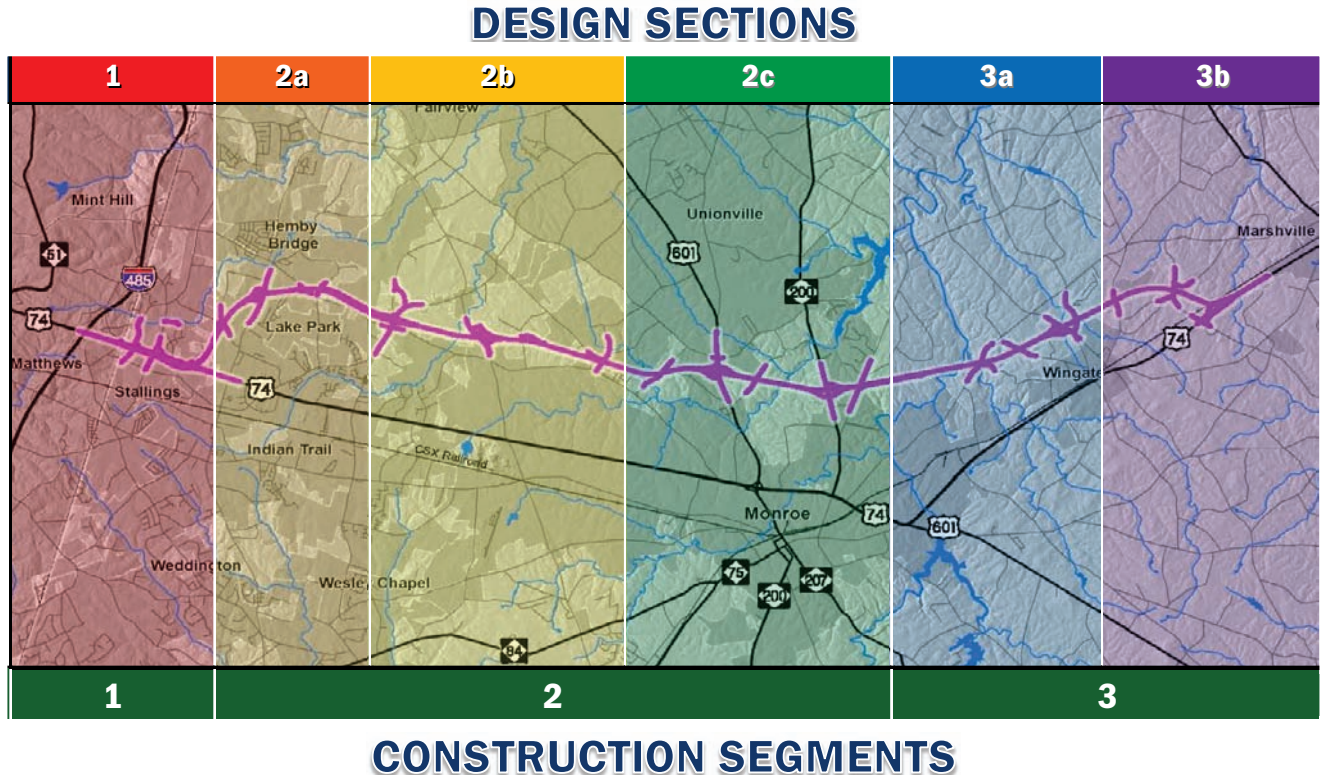 DESIGN SECTIONS
1 2a 2b 2c 3a 3b
Fairview
Mint Hill
Unionville
Hemby
Bridge
Marshville
51
601
485
200
74
Lake Park
74
Matthews
Wingate
Stallings
74
Indian Trail
CSX Railroad
Monroe
74
601
Weddington
75
207
Wesley Chapel
200
84
1 2 3
CONSTRUCTION SEGMENTS